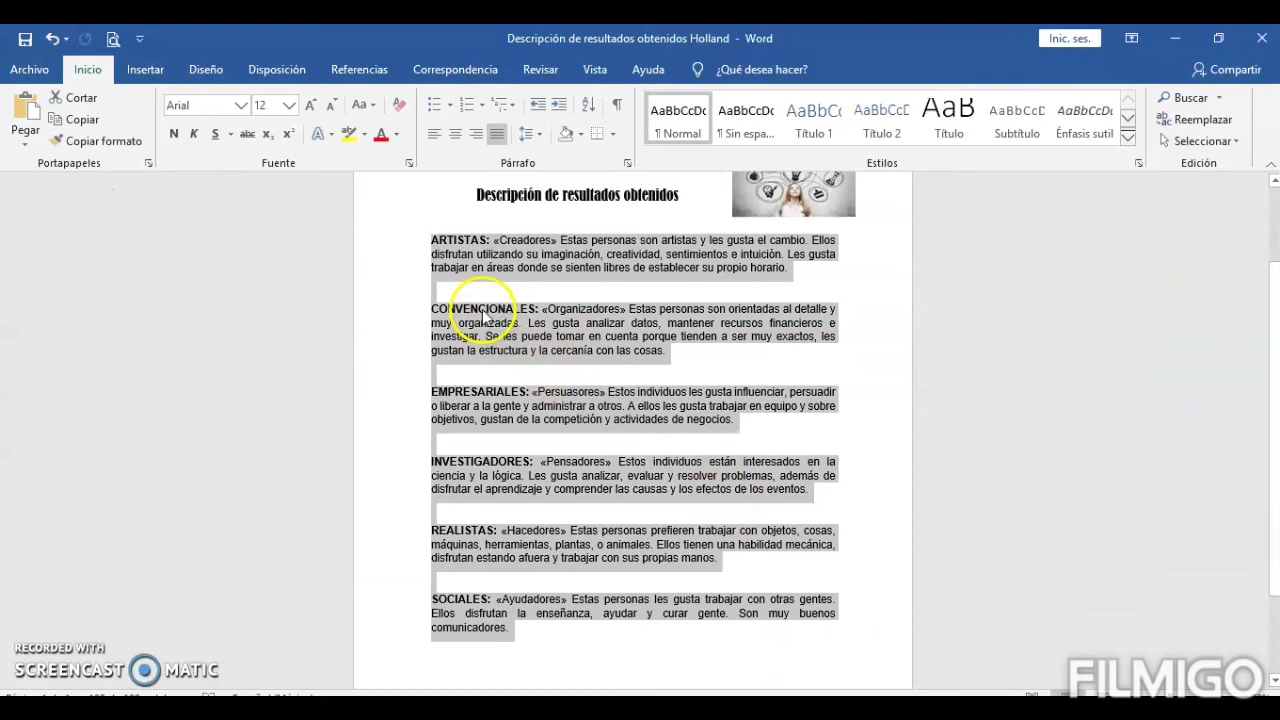 Descripción de resultados obtenidos Holland - Word
Inic. ses.
Archivo Inicio Insertar Diseño Disposición Referencias Correspondencia Revisar Vista Ayuda ¿Qué desea hacer? Compartir
Pegar
Cortar
Copiar
Copiar formato
Portapapeles
Arial 12
Fuente
Párrafo
AaBbCcDc ¶ Normal
AaBbCcDc ¶ Sin espa...
AaBbCcD Título 1
AaBbCcD Título 2
AaB Título
AaBbCcD Subtítulo
AaBbCcDc Énfasis sutil
Estilos
Buscar
Reemplazar
Seleccionar
Edición
Descripción de resultados obtenidos
ARTISTAS: «Creadores» Estas personas son artistas y les gusta el cambio. Ellos
disfrutan utilizando su imaginación, creatividad, sentimientos e intuición. Les gusta
trabajar en áreas donde se sienten libres de establecer su propio horario.
CONVENCIONALES: «Organizadores» Estas personas son orientadas al detalle y
muy organizadas. Les gusta analizar datos, mantener recursos financieros e
investigar. Se les puede tomar en cuenta porque tienden a ser muy exactos, les
gustan la estructura y la cercanía con las cosas.
EMPRESARIALES: «Persuasores» Estos individuos les gusta influenciar, persuadir
o liberar a la gente y administrar a otros. A ellos les gusta trabajar en equipo y sobre
objetivos, gustan de la competición y actividades de negocios.
INVESTIGADORES: «Pensadores» Estos individuos están interesados en la
ciencia y la lógica. Les gusta analizar, evaluar y resolver problemas, además de
disfrutar el aprendizaje y comprender las causas y los efectos de los eventos.
REALISTAS: «Hacedores» Estas personas prefieren trabajar con objetos, cosas,
máquinas, herramientas, plantas, o animales. Ellos tienen una habilidad mecánica,
disfrutan estando afuera y trabajar con sus propias manos.
SOCIALES: «Ayudadores» Estas personas les gusta trabajar con otras gentes.
Ellos disfrutan la enseñanza, ayudar y curar gente. Son muy buenos
comunicadores.
RECORDED WITH
SCREENCAST MATIC
FILMIGO